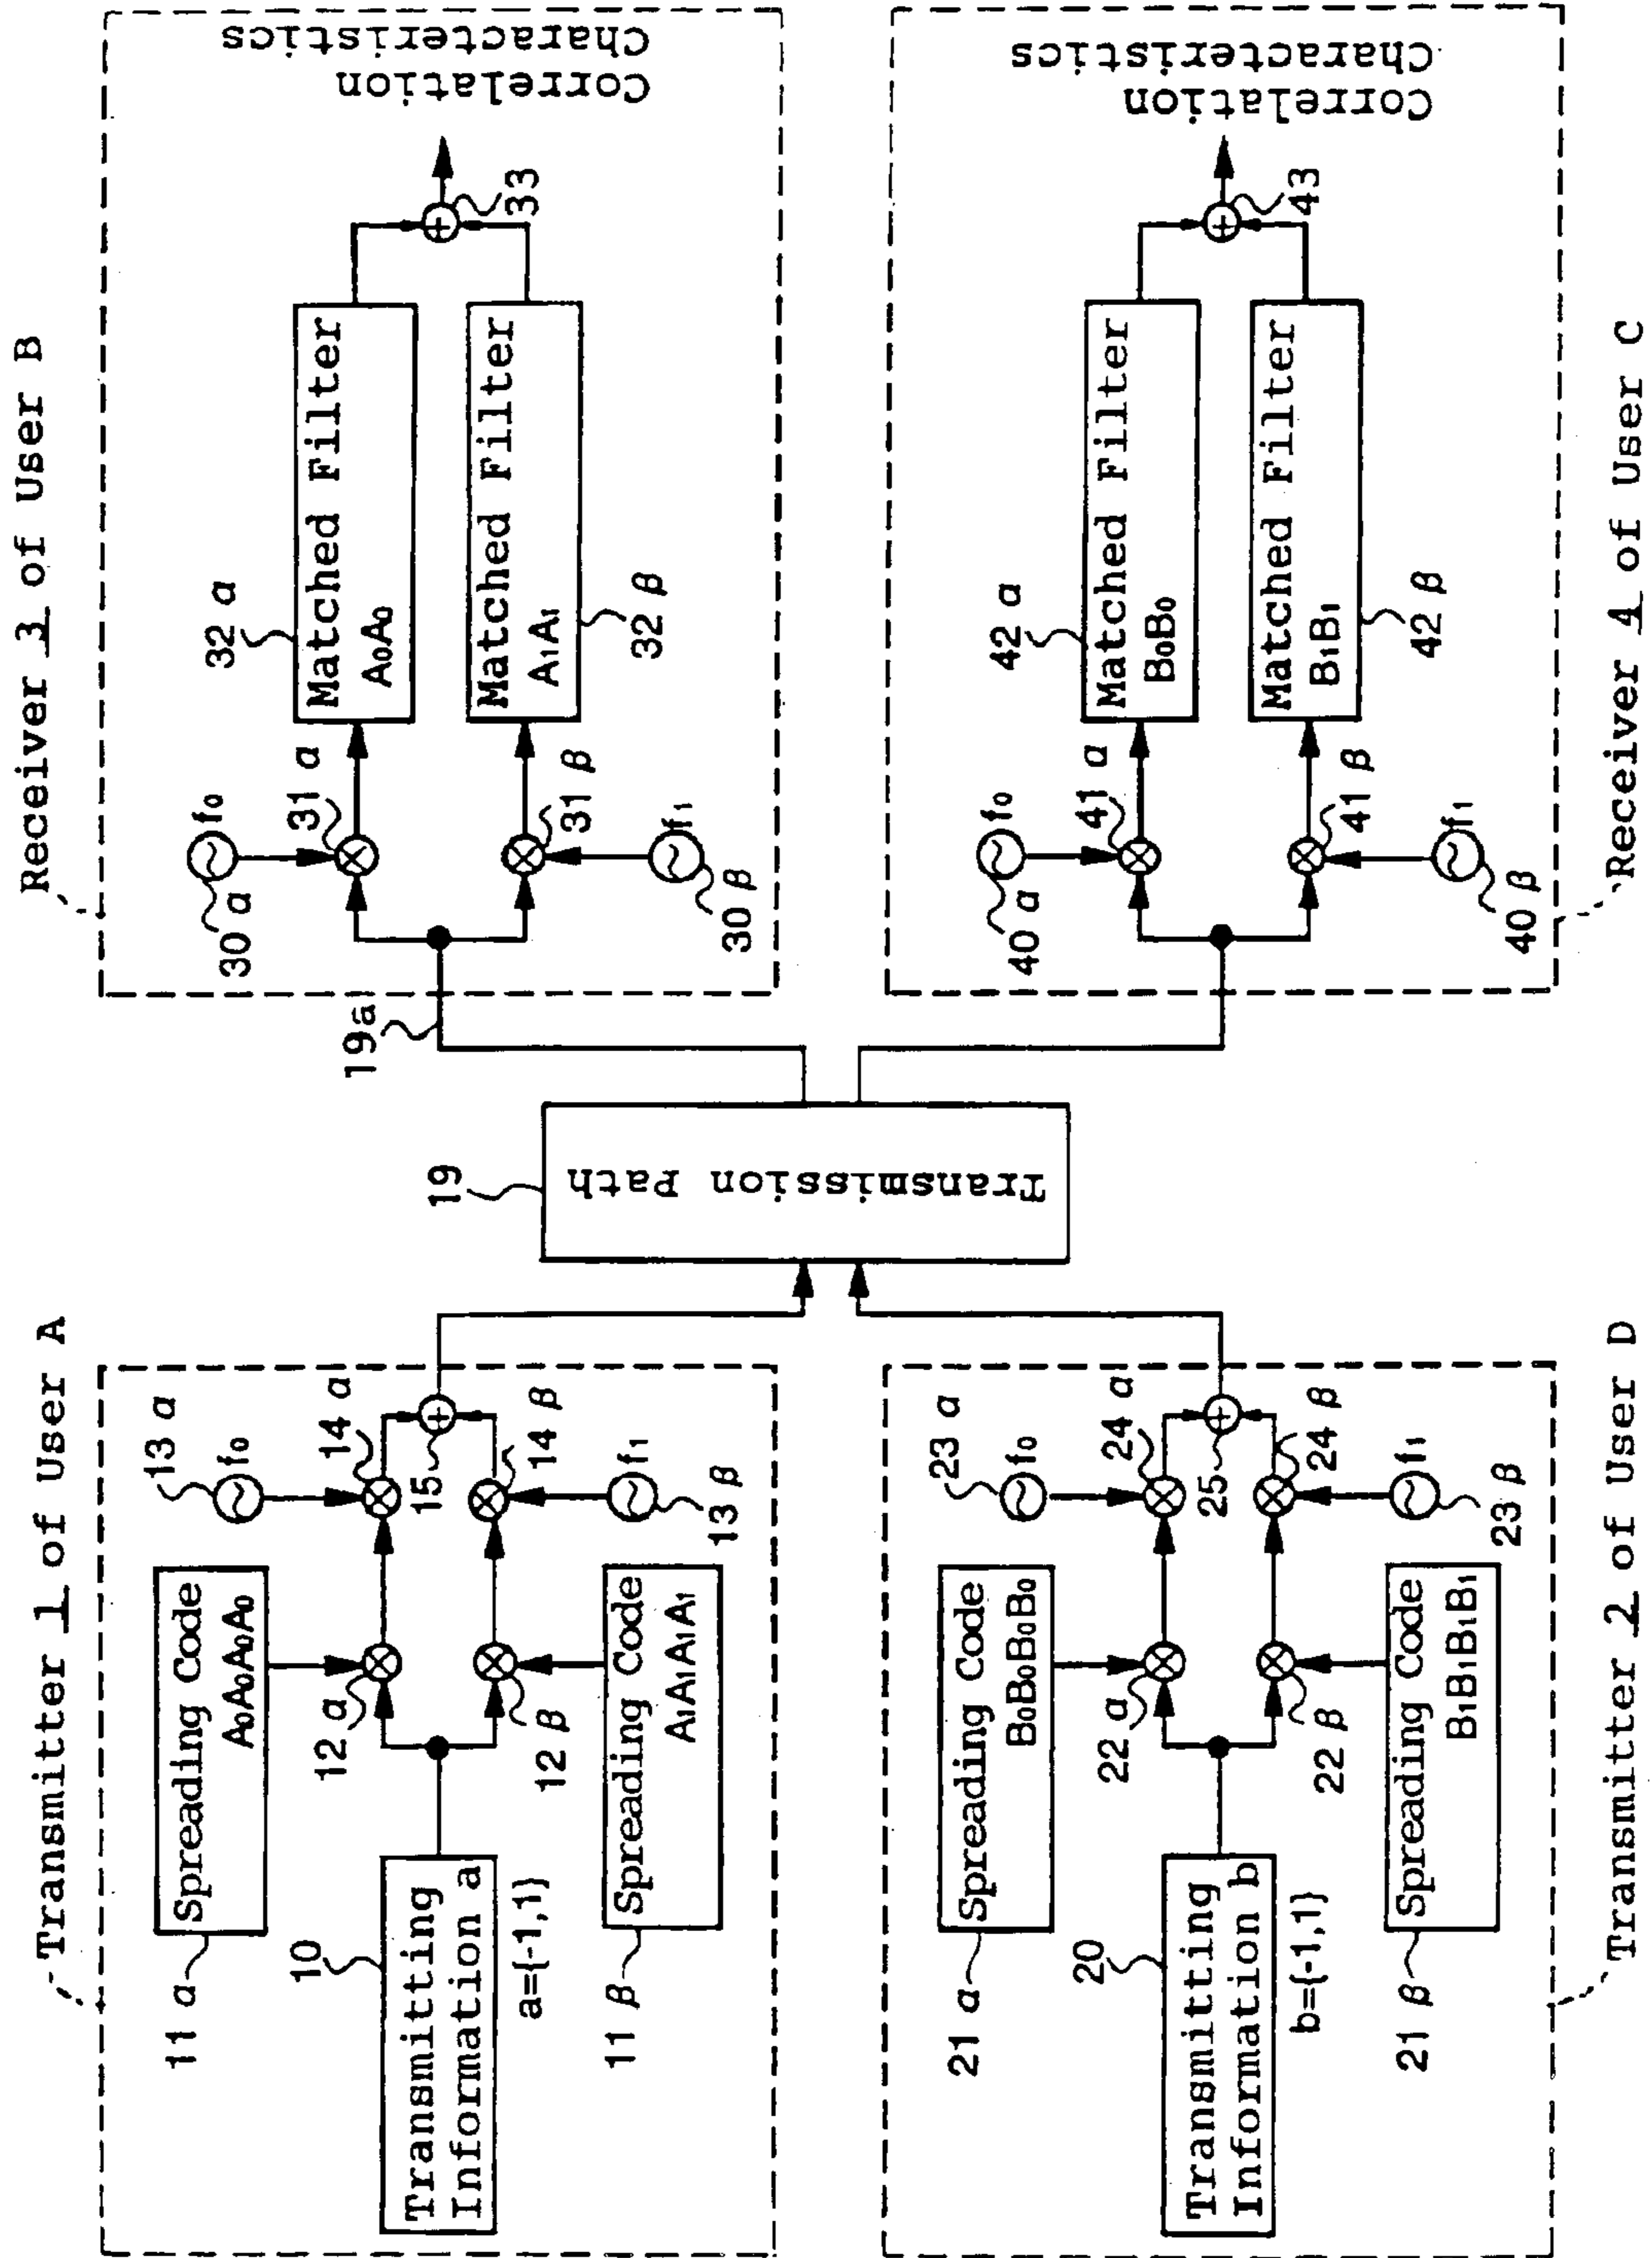 Transmitter 1 of User A
11 α
Spreading Code
A₀A₀A₀A₀
13 α
f₀
12 α
14 α
10
Transmitting
Information a
a={-1,1}
15
12 β
14 β
11 β
Spreading Code
A₁A₁A₁A₁
f₁
13 β
Transmitter 2 of User D
21 α
Spreading Code
B₀B₀B₀B₀
23 α
f₀
22 α
24 α
20
Transmitting
Information b
b={-1,1}
25
22 β
24 β
21 β
Spreading Code
B₁B₁B₁B₁
f₁
23 β
19
Transmission Path
19a
Receiver 3 of User B
30 α
f₀
31 α
32 α
Matched Filter
A₀A₀
31 β
Matched Filter
A₁A₁
32 β
f₁
30 β
33
Correlation
Characteristics
Receiver 4 of User C
40 α
f₀
41 α
42 α
Matched Filter
B₀B₀
41 β
Matched Filter
B₁B₁
42 β
f₁
40 β
43
Correlation
Characteristics